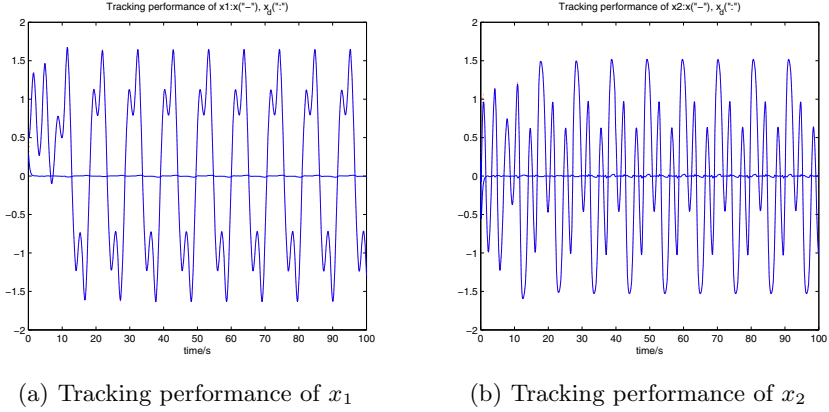 Tracking performance of x1:x("−"), x_d(":")
2
1.5
1
0.5
0
−0.5
−1
−1.5
−2
0 10 20 30 40 50 60 70 80 90 100
time/s
(a) Tracking performance of x₁
Tracking performance of x2:x("−"), x_d(":")
2
1.5
1
0.5
0
−0.5
−1
−1.5
−2
0 10 20 30 40 50 60 70 80 90 100
time/s
(b) Tracking performance of x₂